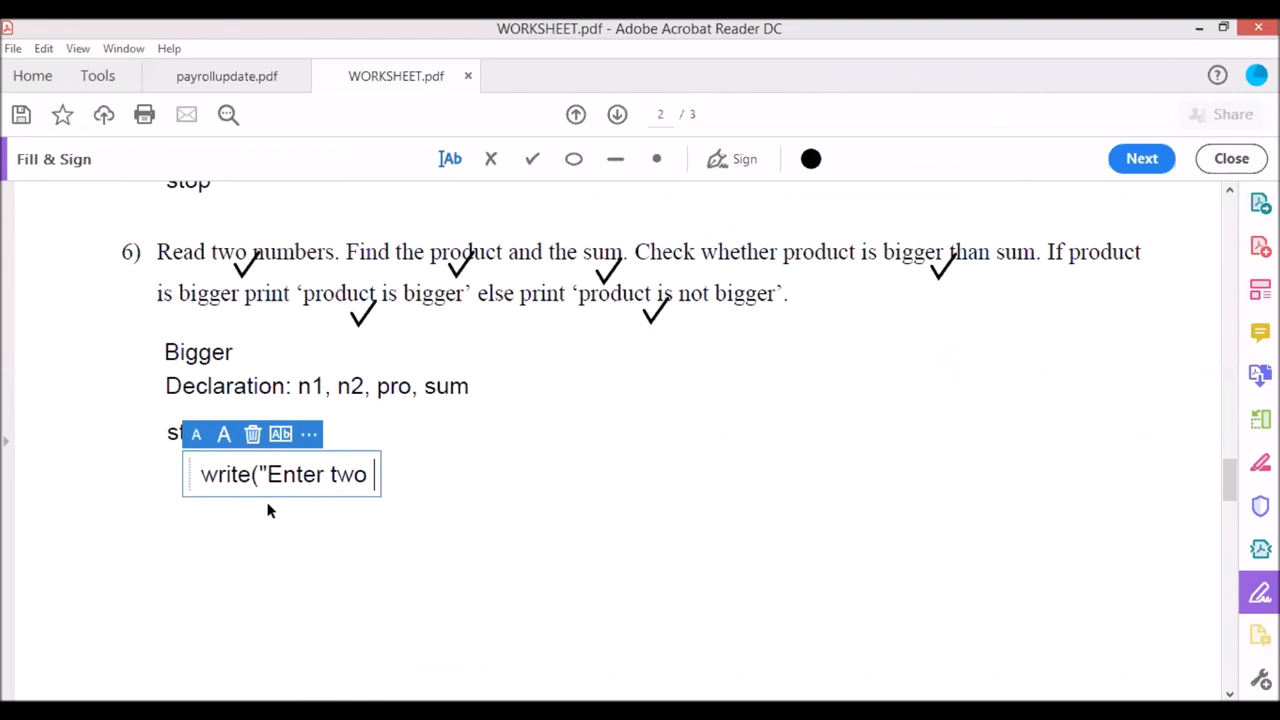 WORKSHEET.pdf - Adobe Acrobat Reader DC
File Edit View Window Help
Home Tools payrollupdate.pdf WORKSHEET.pdf
2 / 3 Share
Fill & Sign Ab Sign Next Close
stop
6) Read two numbers. Find the product and the sum. Check whether product is bigger than sum. If product
is bigger print ‘product is bigger’ else print ‘product is not bigger’.
Bigger
Declaration: n1, n2, pro, sum
A A Ab
write("Enter two